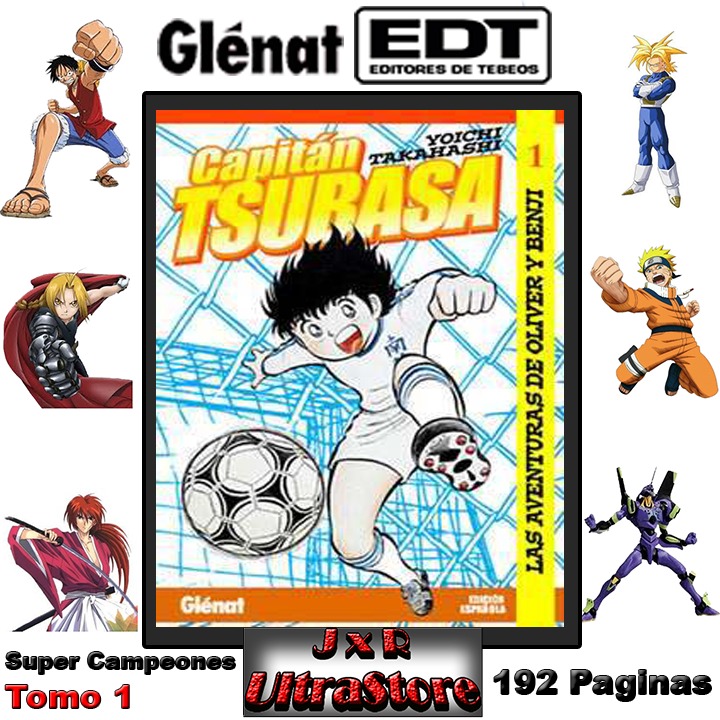 Glénat
EDT
EDITORES DE TEBEOS
YOICHI
TAKAHASHI
Capitán
TSUBASA
1
LAS AVENTURAS DE OLIVER Y BENJI
Glénat
EDICIÓN
ESPAÑOLA
Super Campeones
Tomo 1
JxR
UltraStore
192 Paginas